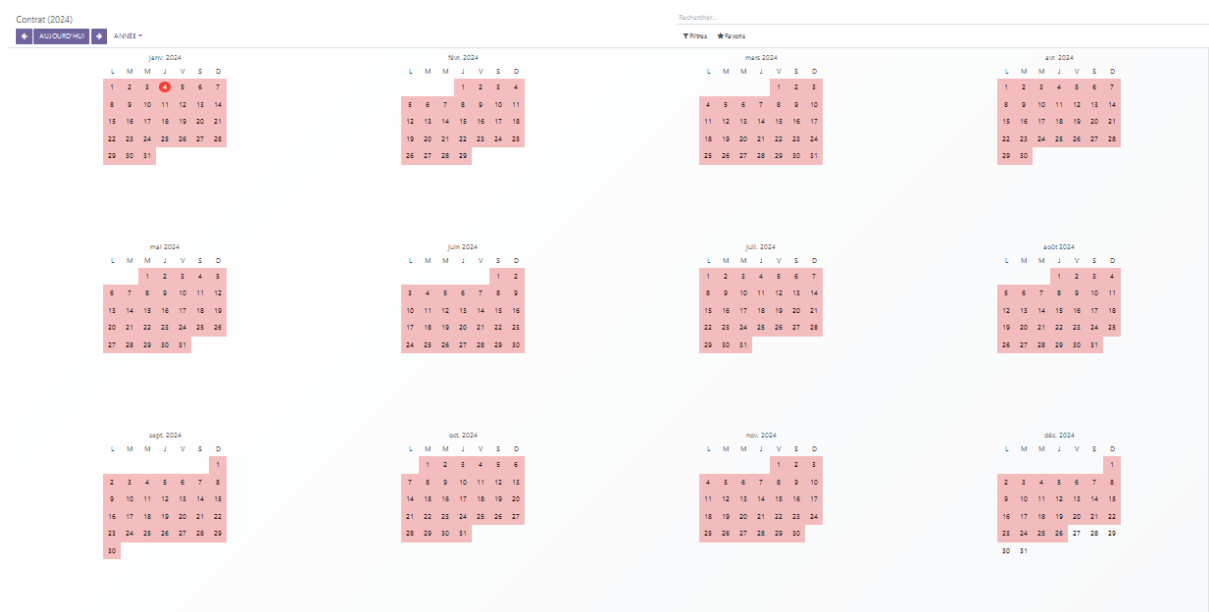 Contrat (2024)
Rechercher...
AUJOURD'HUI ANNÉE
Filtres Favoris
janv. 2024
L M M J V S D
1 2 3 4 5 6 7
8 9 10 11 12 13 14
15 16 17 18 19 20 21
22 23 24 25 26 27 28
29 30 31
févr. 2024
L M M J V S D
1 2 3 4
5 6 7 8 9 10 11
12 13 14 15 16 17 18
19 20 21 22 23 24 25
26 27 28 29
mars 2024
L M M J V S D
1 2 3
4 5 6 7 8 9 10
11 12 13 14 15 16 17
18 19 20 21 22 23 24
25 26 27 28 29 30 31
avr. 2024
L M M J V S D
1 2 3 4 5 6 7
8 9 10 11 12 13 14
15 16 17 18 19 20 21
22 23 24 25 26 27 28
29 30
mai 2024
L M M J V S D
1 2 3 4 5
6 7 8 9 10 11 12
13 14 15 16 17 18 19
20 21 22 23 24 25 26
27 28 29 30 31
juin 2024
L M M J V S D
1 2
3 4 5 6 7 8 9
10 11 12 13 14 15 16
17 18 19 20 21 22 23
24 25 26 27 28 29 30
juil. 2024
L M M J V S D
1 2 3 4 5 6 7
8 9 10 11 12 13 14
15 16 17 18 19 20 21
22 23 24 25 26 27 28
29 30 31
août 2024
L M M J V S D
1 2 3 4
5 6 7 8 9 10 11
12 13 14 15 16 17 18
19 20 21 22 23 24 25
26 27 28 29 30 31
sept. 2024
L M M J V S D
1
2 3 4 5 6 7 8
9 10 11 12 13 14 15
16 17 18 19 20 21 22
23 24 25 26 27 28 29
30
oct. 2024
L M M J V S D
1 2 3 4 5 6
7 8 9 10 11 12 13
14 15 16 17 18 19 20
21 22 23 24 25 26 27
28 29 30 31
nov. 2024
L M M J V S D
1 2 3
4 5 6 7 8 9 10
11 12 13 14 15 16 17
18 19 20 21 22 23 24
25 26 27 28 29 30
déc. 2024
L M M J V S D
1
2 3 4 5 6 7 8
9 10 11 12 13 14 15
16 17 18 19 20 21 22
23 24 25 26 27 28 29
30 31